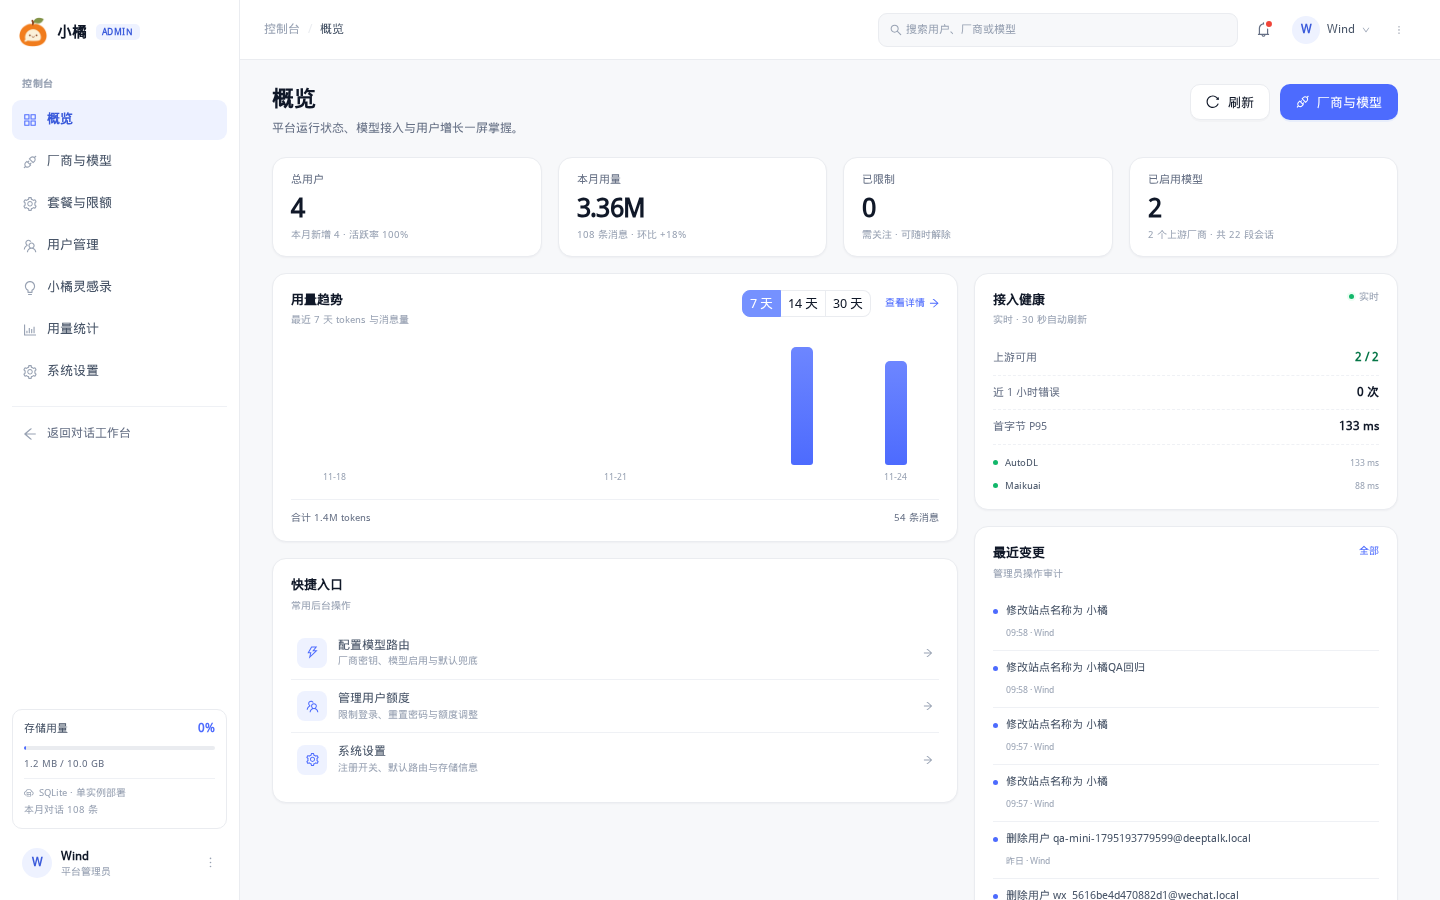 小橘 ADMIN
控制台
概览
厂商与模型
套餐与限额
用户管理
小橘灵感录
用量统计
系统设置
返回对话工作台
存储用量 0%
1.2 MB / 10.0 GB
SQLite · 单实例部署
本月对话 108 条
W Wind
平台管理员
控制台 / 概览
搜索用户、厂商或模型
W Wind
概览
平台运行状态、模型接入与用户增长一屏掌握。
刷新
厂商与模型
总用户
4
本月新增 4 · 活跃率 100%
本月用量
3.36M
108 条消息 · 环比 +18%
已限制
0
需关注 · 可随时解除
已启用模型
2
2 个上游厂商 · 共 22 段会话
用量趋势
最近 7 天 tokens 与消息量
7 天 14 天 30 天
查看详情
11-18 11-21 11-24
合计 1.4M tokens 54 条消息
快捷入口
常用后台操作
配置模型路由
厂商密钥、模型启用与默认兜底
管理用户额度
限制登录、重置密码与额度调整
系统设置
注册开关、默认路由与存储信息
接入健康 实时
实时 · 30 秒自动刷新
上游可用 2 / 2
近 1 小时错误 0 次
首字节 P95 133 ms
AutoDL 133 ms
Maikuai 88 ms
最近变更 全部
管理员操作审计
修改站点名称为 小橘
09:58 · Wind
修改站点名称为 小橘QA回归
09:58 · Wind
修改站点名称为 小橘
09:57 · Wind
修改站点名称为 小橘
09:57 · Wind
删除用户 qa-mini-1795193779599@deeptalk.local
昨日 · Wind
删除用户 wx_5616be4d470882d1@wechat.local